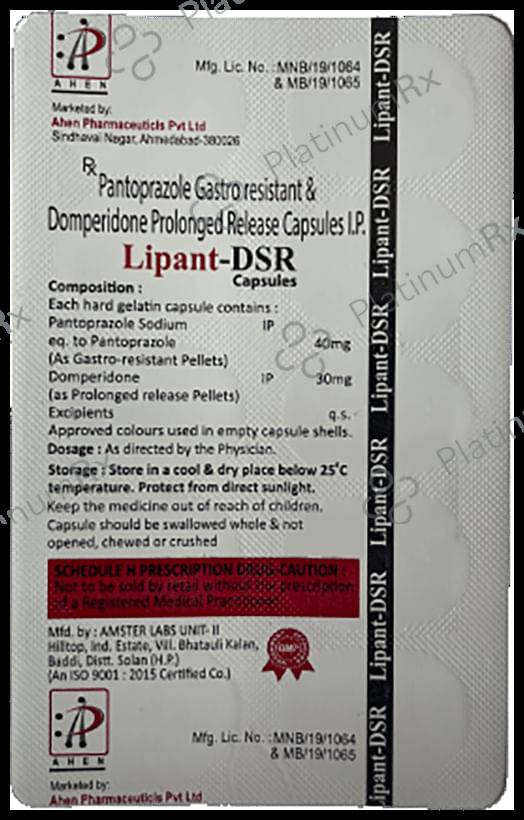 AHEN
Mfg. Lic. No. :MNB/19/1064
& MB/19/1065
Marketed by:
Ahen Pharmaceuticls Pvt Ltd
Sindhavai Nagar, Ahmedabad-380026
Rx
Pantoprazole Gastro resistant &
Domperidone Prolonged Release Capsules I.P.
Lipant-DSR
Capsules
Composition :
Each hard gelatin capsule contains :
Pantoprazole Sodium IP
eq. to Pantoprazole 40mg
(As Gastro-resistant Pellets)
Domperidone IP 30mg
(as Prolonged release Pellets)
Excipients q.s.
Approved colours used in empty capsule shells.
Dosage : As directed by the Physician.
Storage : Store in a cool & dry place below 25°C
temperature. Protect from direct sunlight.
Keep the medicine out of reach of children.
Capsule should be swallowed whole & not
opened, chewed or crushed
SCHEDULE H PRESCRIPTION DRUG-CAUTION :
Not to be sold by retail without the prescription
of a Registered Medical Practitioner
Mfd. by : AMSTER LABS UNIT- II
Hilltop, Ind. Estate, Vill. Bhatauli Kalan,
Baddi, Distt. Solan (H.P.)
(An ISO 9001 : 2015 Certified Co.)
GMP
AHEN
Mfg. Lic. No. :MNB/19/1064
& MB/19/1065
Marketed by:
Ahen Pharmaceuticls Pvt Ltd
Lipant-DSR
Lipant-DSR
Lipant-DSR
Lipant-DSR
Lipant-DSR
Lipant-DSR
PlatinumRx
PlatinumRx
PlatinumRx